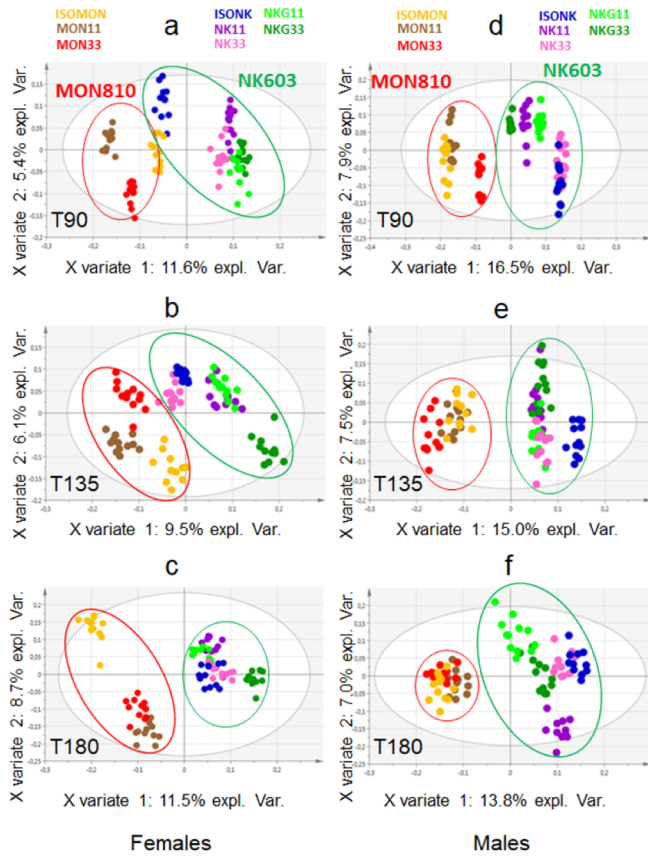 ISOMON
MON11
MON33
a
ISONK
NK11
NK33
NKG11
NKG33
MON810
NK603
T90
X variate 2: 5.4% expl. Var.
X variate 1: 11.6% expl. Var.
ISOMON
MON11
MON33
d
ISONK
NK11
NK33
NKG11
NKG33
MON810
NK603
T90
X variate 2: 7.9% expl. Var.
X variate 1: 16.5% expl. Var.
b
T135
X variate 2: 6.1% expl. Var.
X variate 1: 9.5% expl. Var.
e
T135
X variate 2: 7.5% expl. Var.
X variate 1: 15.0% expl. Var.
c
T180
X variate 2: 8.7% expl. Var.
X variate 1: 11.5% expl. Var.
f
T180
X variate 2: 7.0% expl. Var.
X variate 1: 13.8% expl. Var.
Females
Males